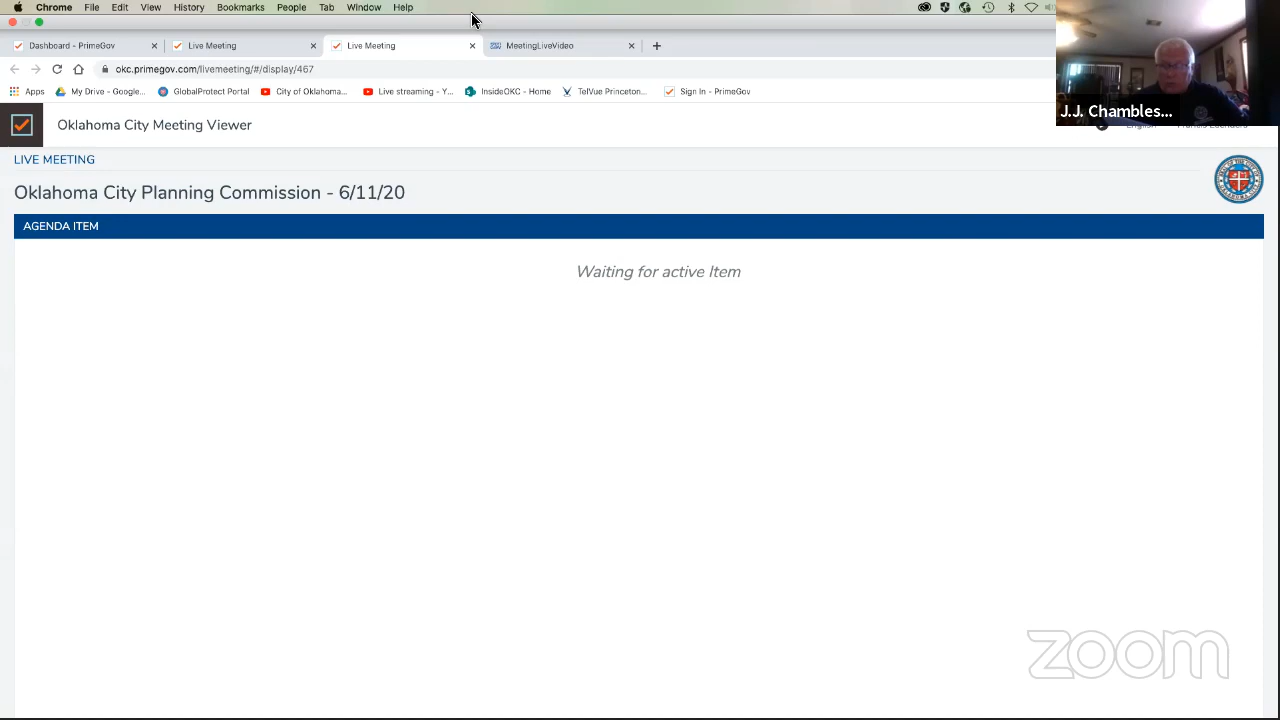 Chrome File Edit View History Bookmarks People Tab Window Help
Dashboard - PrimeGov
Live Meeting
Live Meeting
MeetingLiveVideo
okc.primegov.com/livemeeting/#/display/467
Apps
My Drive - Google...
GlobalProtect Portal
City of Oklahoma...
Live streaming - Y...
InsideOKC - Home
TelVue Princeton...
Sign In - PrimeGov
J.J. Chambles...
Oklahoma City Meeting Viewer
English
LIVE MEETING
Oklahoma City Planning Commission - 6/11/20
AGENDA ITEM
Waiting for active Item
zoom